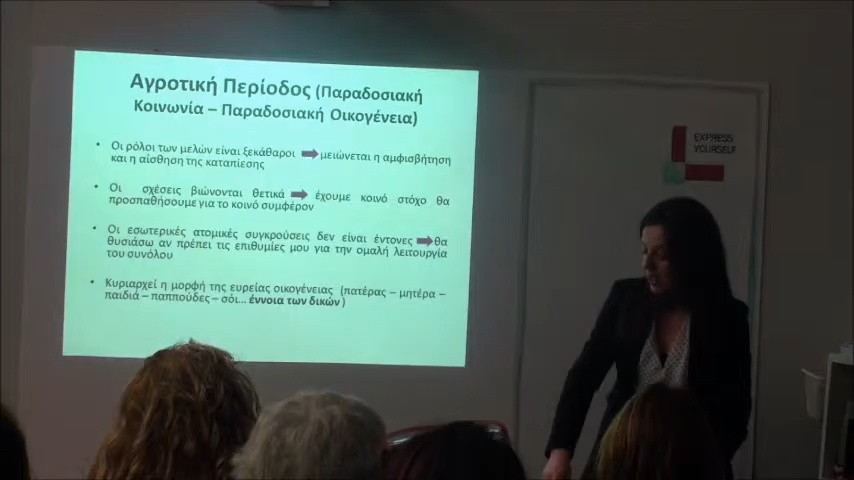 Αγροτική Περίοδος (Παραδοσιακή
Κοινωνία – Παραδοσιακή Οικογένεια)
• Οι ρόλοι των μελών είναι ξεκάθαροι μειώνεται η αμφισβήτηση
και η αίσθηση της καταπίεσης
• Οι σχέσεις βιώνονται θετικά έχουμε κοινό στόχο θα
προσπαθήσουμε για το κοινό συμφέρον
• Οι εσωτερικές ατομικές συγκρούσεις δεν είναι έντονες θα
θυσιάσω αν πρέπει τις επιθυμίες μου για την ομαλή λειτουργία
του συνόλου
• Κυριαρχεί η μορφή της ευρείας οικογένειας (πατέρας – μητέρα –
παιδιά – παππούδες – σόι... έννοια των δικών)
EXPRESS
YOURSELF